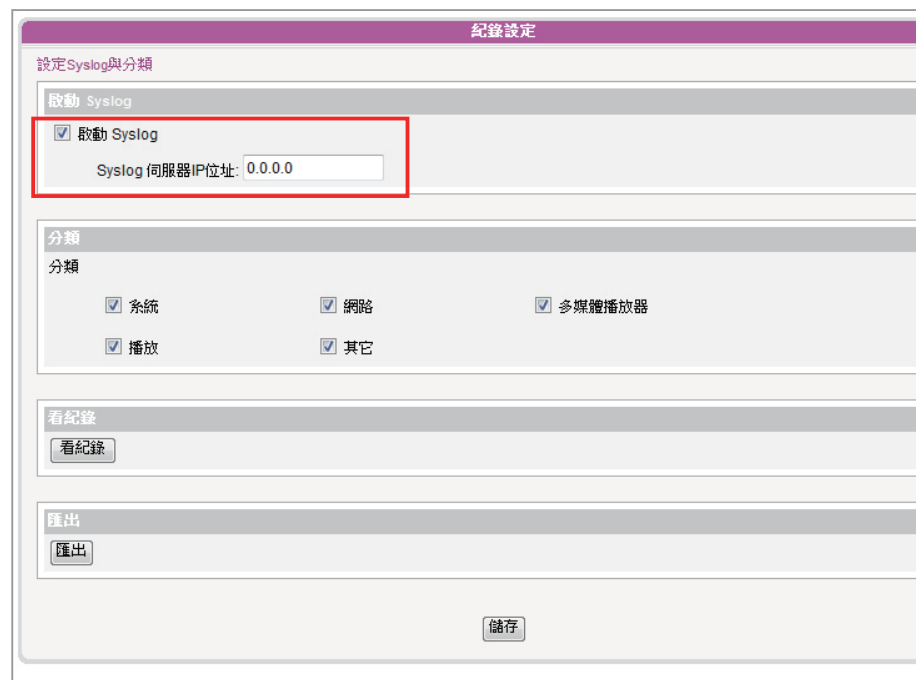 紀錄設定
設定Syslog與分類
啟動 Syslog
啟動 Syslog
Syslog 伺服器IP位址: 0.0.0.0
分類
分類
系統 網路 多媒體播放器
播放 其它
看紀錄
看紀錄
匯出
匯出
儲存